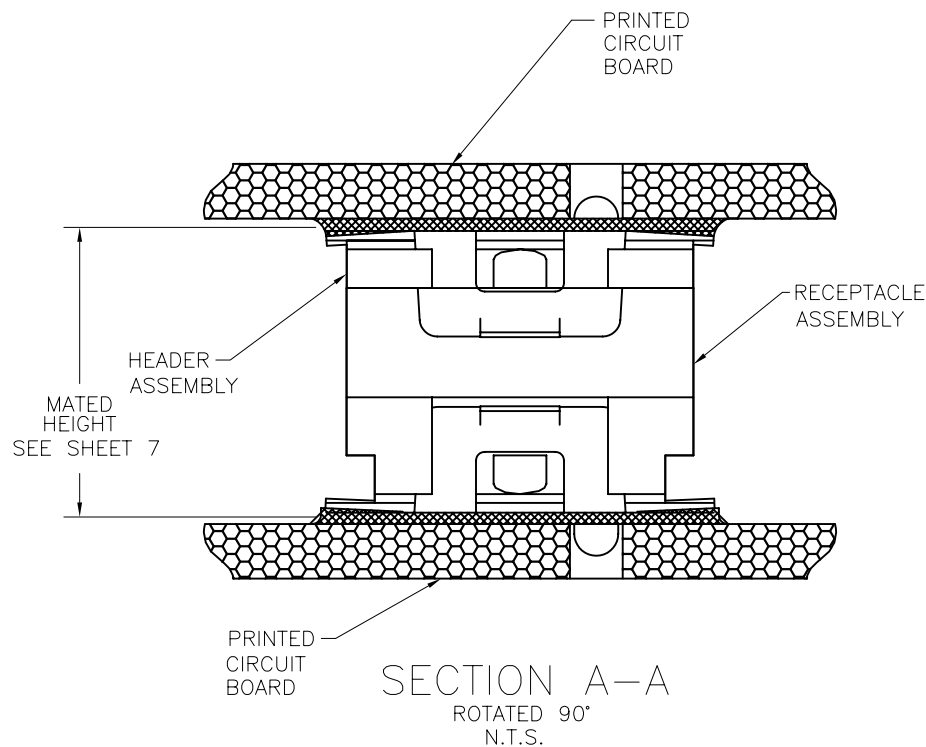 PRINTED
CIRCUIT
BOARD
RECEPTACLE
ASSEMBLY
HEADER
ASSEMBLY
MATED
HEIGHT
SEE SHEET 7
PRINTED
CIRCUIT
BOARD
SECTION A-A
ROTATED 90°
N.T.S.